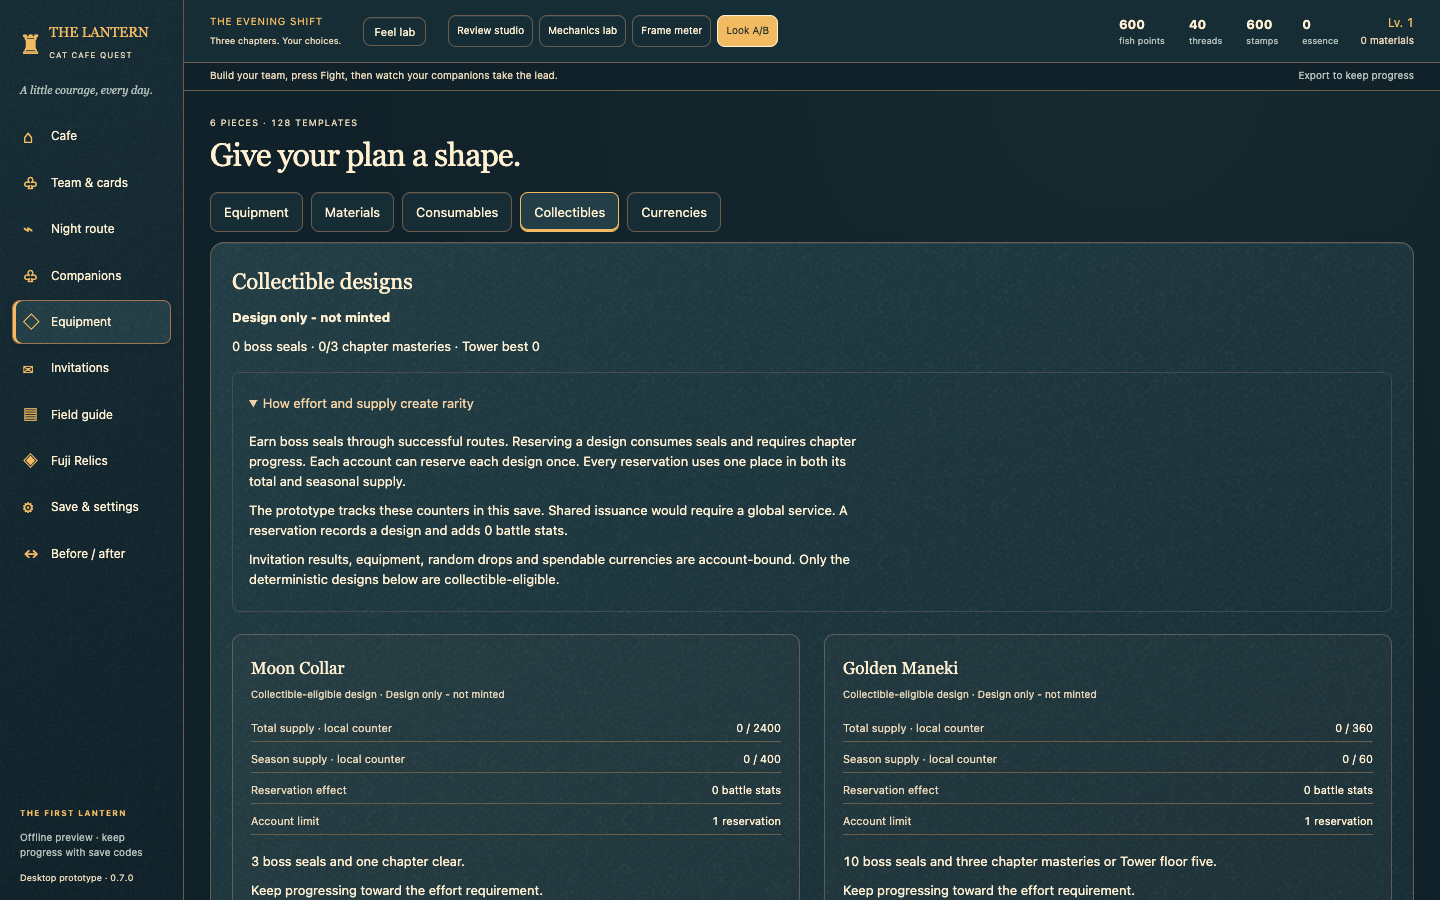 THE LANTERN
CAT CAFE QUEST
A little courage, every day.
Cafe
Team & cards
Night route
Companions
Equipment
Invitations
Field guide
Fuji Relics
Save & settings
Before / after
THE FIRST LANTERN
Offline preview · keep
progress with save codes
Desktop prototype · 0.7.0
THE EVENING SHIFT
Three chapters. Your choices.
Feel lab
Review studio
Mechanics lab
Frame meter
Look A/B
600
fish points
40
threads
600
stamps
0
essence
Lv. 1
0 materials
Build your team, press Fight, then watch your companions take the lead.
Export to keep progress
6 PIECES · 128 TEMPLATES
Give your plan a shape.
Equipment
Materials
Consumables
Collectibles
Currencies
Collectible designs
Design only - not minted
0 boss seals · 0/3 chapter masteries · Tower best 0
▼ How effort and supply create rarity
Earn boss seals through successful routes. Reserving a design consumes seals and requires chapter
progress. Each account can reserve each design once. Every reservation uses one place in both its
total and seasonal supply.
The prototype tracks these counters in this save. Shared issuance would require a global service. A
reservation records a design and adds 0 battle stats.
Invitation results, equipment, random drops and spendable currencies are account-bound. Only the
deterministic designs below are collectible-eligible.
Moon Collar
Collectible-eligible design · Design only - not minted
Total supply · local counter 0 / 2400
Season supply · local counter 0 / 400
Reservation effect 0 battle stats
Account limit 1 reservation
3 boss seals and one chapter clear.
Keep progressing toward the effort requirement.
Golden Maneki
Collectible-eligible design · Design only - not minted
Total supply · local counter 0 / 360
Season supply · local counter 0 / 60
Reservation effect 0 battle stats
Account limit 1 reservation
10 boss seals and three chapter masteries or Tower floor five.
Keep progressing toward the effort requirement.